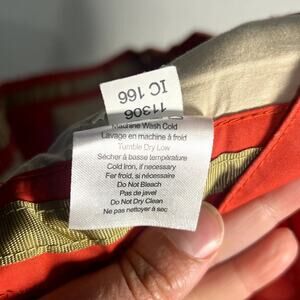 IC 166
11306
Machine Wash Cold
Lavage en machine à froid
Tumble Dry Low
Sécher à basse température
Cold Iron, if necessary
Fer froid, si nécessaire
Do Not Bleach
Pas de javel
Do Not Dry Clean
Ne pas nettoyer à sec